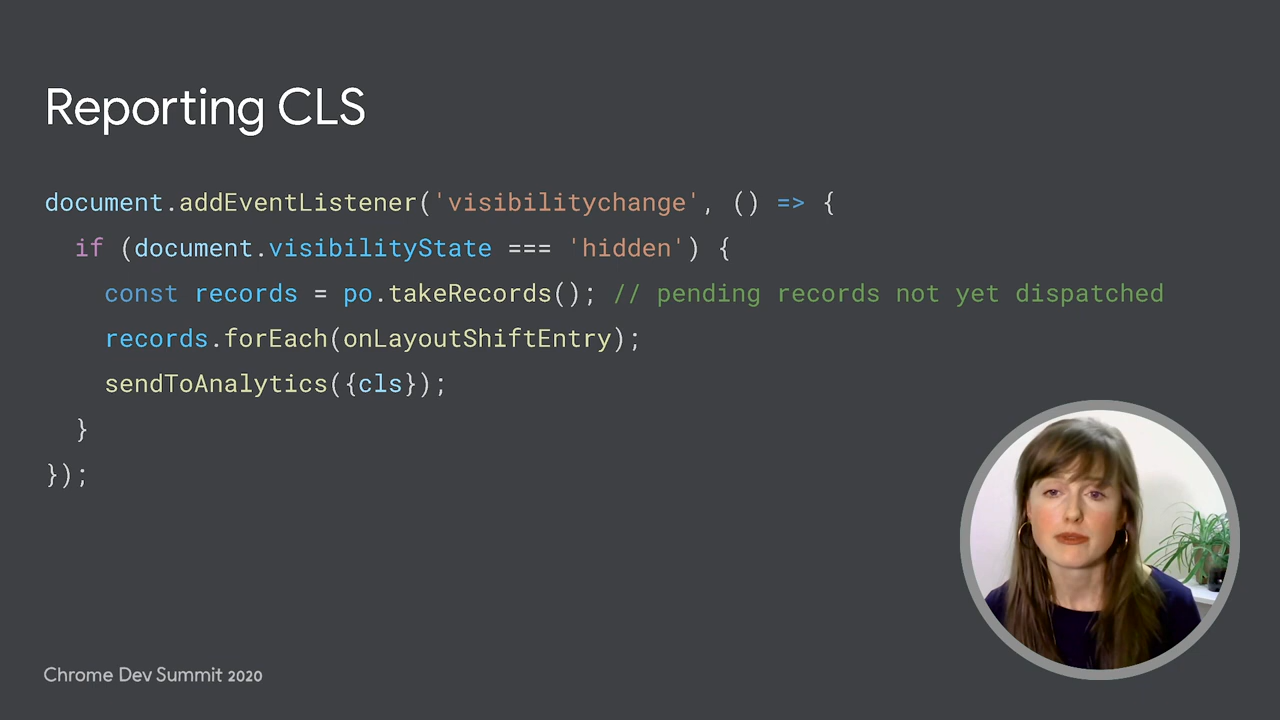 Reporting CLS
document.addEventListener('visibilitychange', () => {
  if (document.visibilityState === 'hidden') {
    const records = po.takeRecords(); // pending records not yet dispatched
    records.forEach(onLayoutShiftEntry);
    sendToAnalytics({cls});
  }
});
Chrome Dev Summit 2020